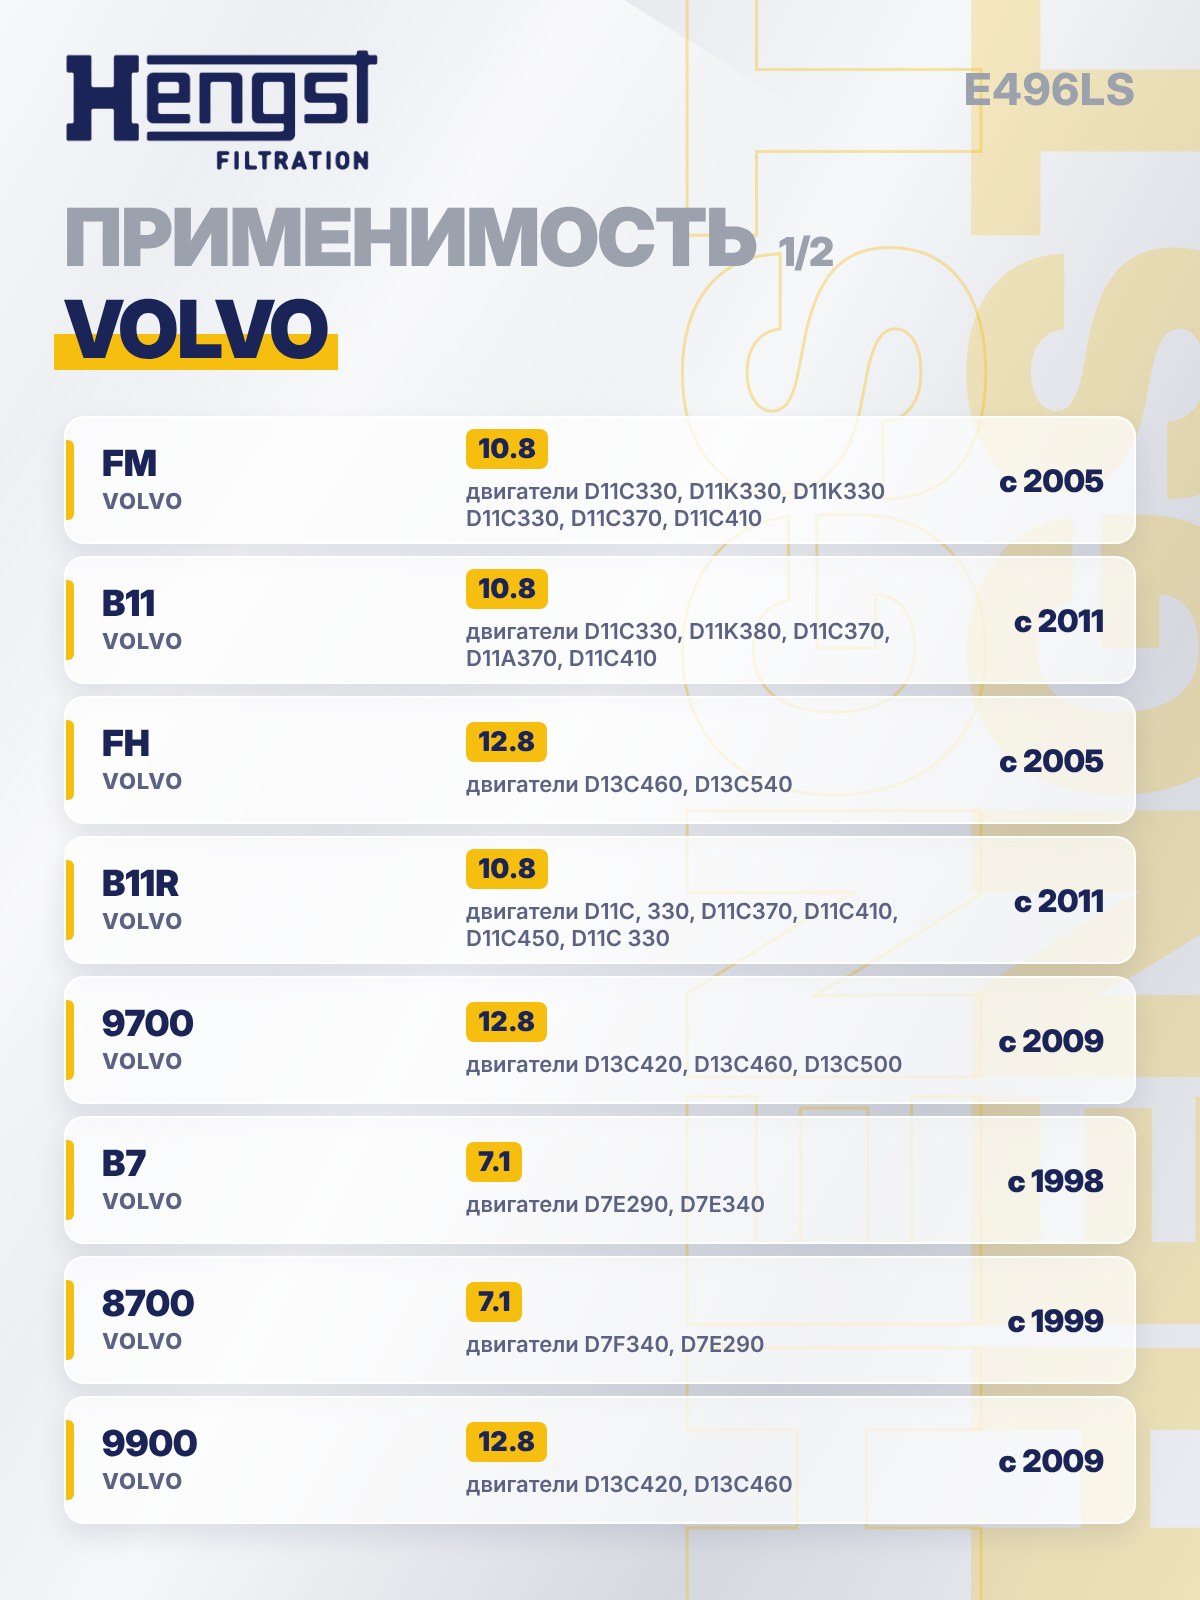 Hengst
FILTRATION
E496LS
ПРИМЕНИМОСТЬ 1/2
VOLVO
FM
VOLVO
10.8
двигатели D11C330, D11K330, D11K330
D11C330, D11C370, D11C410
с 2005
B11
VOLVO
10.8
двигатели D11C330, D11K380, D11C370,
D11A370, D11C410
с 2011
FH
VOLVO
12.8
двигатели D13C460, D13C540
с 2005
B11R
VOLVO
10.8
двигатели D11C, 330, D11C370, D11C410,
D11C450, D11C 330
с 2011
9700
VOLVO
12.8
двигатели D13C420, D13C460, D13C500
с 2009
B7
VOLVO
7.1
двигатели D7E290, D7E340
с 1998
8700
VOLVO
7.1
двигатели D7F340, D7E290
с 1999
9900
VOLVO
12.8
двигатели D13C420, D13C460
с 2009
HENGST
HENGST